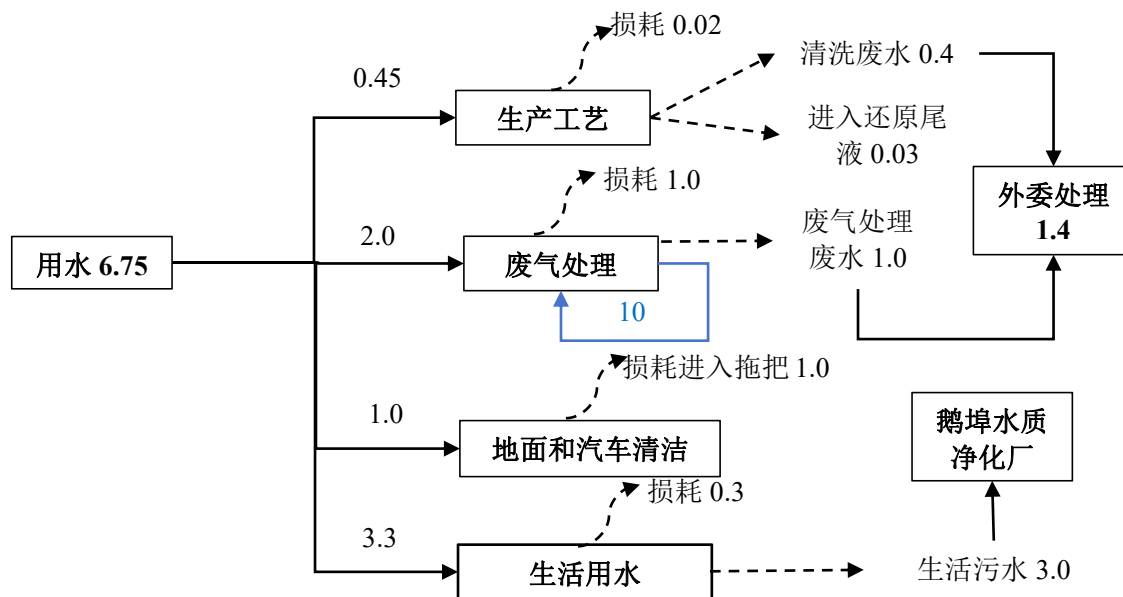 损耗 0.02
清洗废水 0.4
0.45
生产工艺
进入还原尾
液 0.03
损耗 1.0
外委处理
1.4
2.0
废气处理
废水 1.0
用水 6.75
废气处理
10
损耗进入拖把 1.0
1.0
地面和汽车清洁
鹅埠水质
净化厂
损耗 0.3
3.3
生活用水
生活污水 3.0